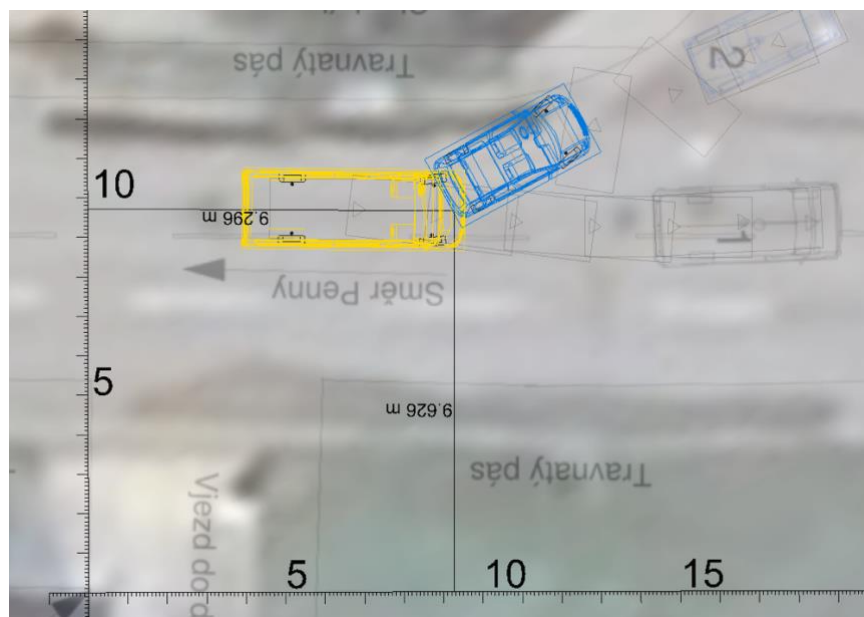 Travnatý pás
2
10
9.296 m
1
Směr Penny
5
9.626 m
Travnatý pás
Vjezd do
5
10
15